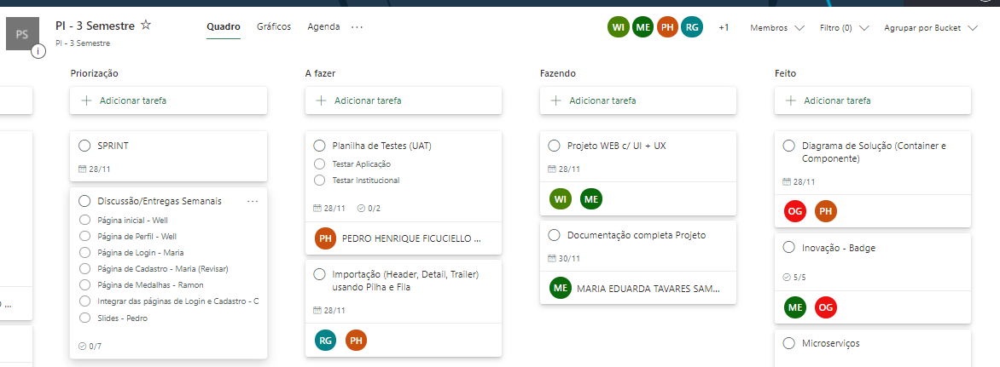 PS
PI - 3 Semestre
PI - 3 Semestre
i
Quadro
Gráficos
Agenda
WI
ME
PH
RG
+1
Membros
Filtro (0)
Agrupar por Bucket
Priorização
Adicionar tarefa
SPRINT
28/11
Discussão/Entregas Semanais
Página inicial - Well
Página de Perfil - Well
Página de Login - Maria
Página de Cadastro - Maria (Revisar)
Página de Medalhas - Ramon
Integrar das páginas de Login e Cadastro - C
Slides - Pedro
0/7
A fazer
Adicionar tarefa
Planilha de Testes (UAT)
Testar Aplicação
Testar Institucional
28/11
0/2
PH
PEDRO HENRIQUE FICUCIELLO ...
Importação (Header, Detail, Trailer)
usando Pilha e Fila
28/11
RG
PH
Fazendo
Adicionar tarefa
Projeto WEB c/ UI + UX
28/11
WI
ME
Documentação completa Projeto
30/11
ME
MARIA EDUARDA TAVARES SAM...
Feito
Adicionar tarefa
Diagrama de Solução (Container e
Componente)
28/11
OG
PH
Inovação - Badge
5/5
ME
OG
Microserviços